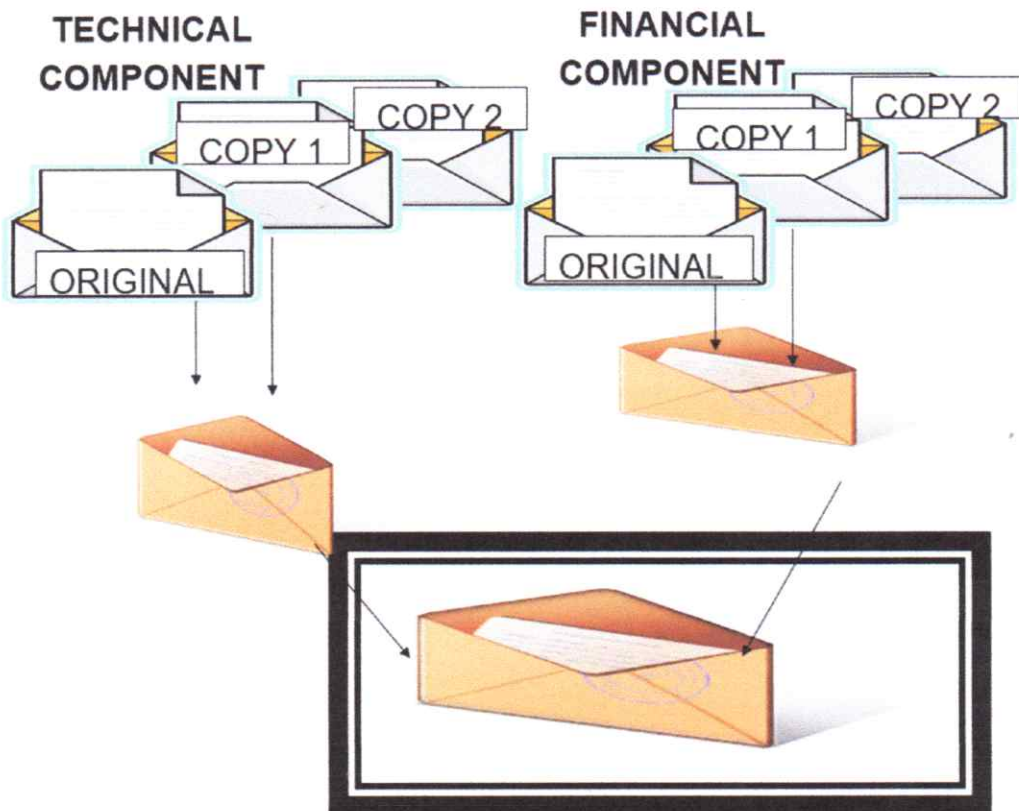 TECHNICAL
COMPONENT
COPY 2
COPY 1
ORIGINAL
FINANCIAL
COMPONENT
COPY 2
COPY 1
ORIGINAL